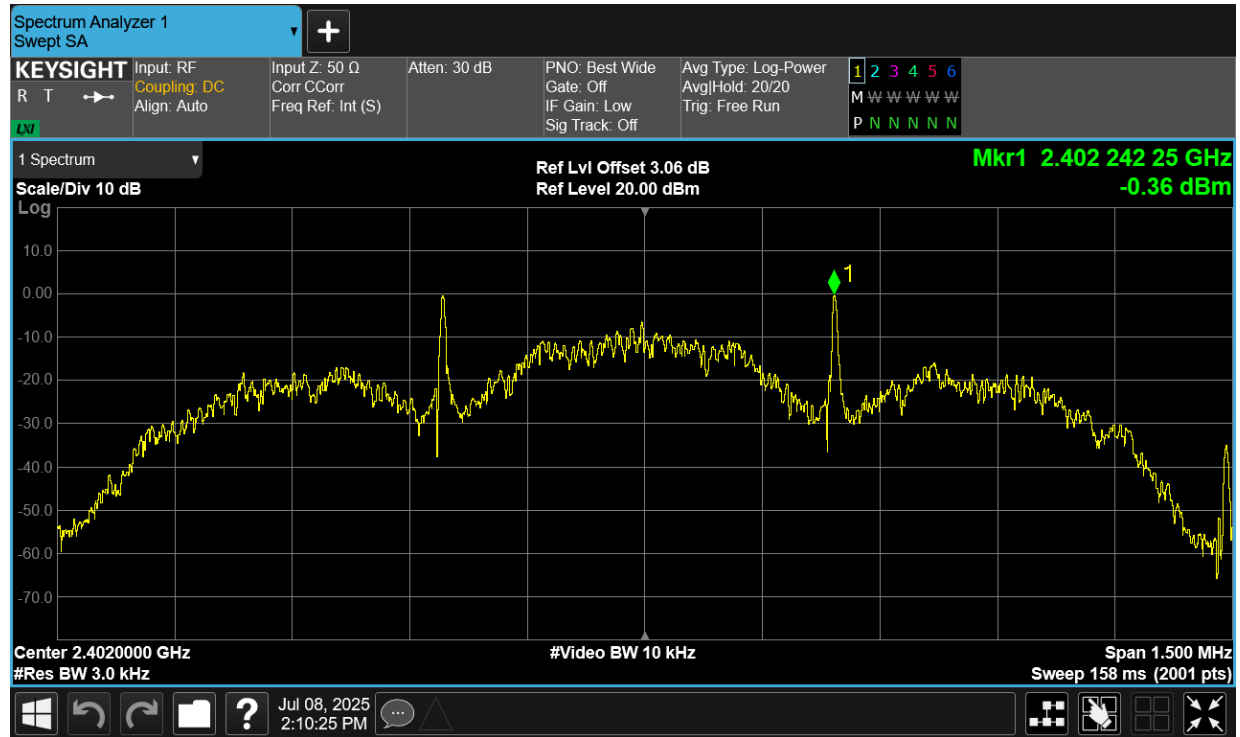 Spectrum Analyzer 1
Swept SA
+
KEYSIGHT
R T
LXI
Input: RF
Coupling: DC
Align: Auto
Input Z: 50 Ω
Corr CCorr
Freq Ref: Int (S)
Atten: 30 dB
PNO: Best Wide
Gate: Off
IF Gain: Low
Sig Track: Off
Avg Type: Log-Power
Avg|Hold: 20/20
Trig: Free Run
1 2 3 4 5 6
M W W W W W
P N N N N N
1 Spectrum
Scale/Div 10 dB
Log
Ref Lvl Offset 3.06 dB
Ref Level 20.00 dBm
Mkr1 2.402 242 25 GHz
-0.36 dBm
1
10.0
0.00
-10.0
-20.0
-30.0
-40.0
-50.0
-60.0
-70.0
Center 2.4020000 GHz
#Res BW 3.0 kHz
#Video BW 10 kHz
Span 1.500 MHz
Sweep 158 ms (2001 pts)
?
Jul 08, 2025
2:10:25 PM